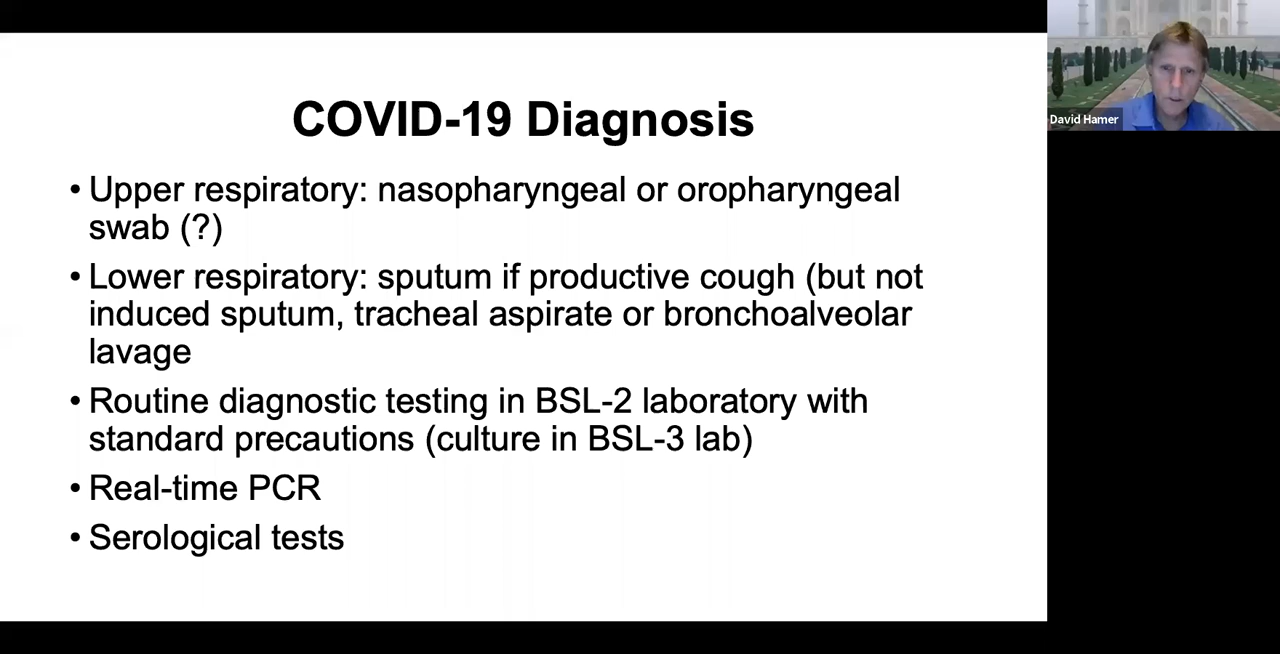 COVID-19 Diagnosis
• Upper respiratory: nasopharyngeal or oropharyngeal
swab (?)
• Lower respiratory: sputum if productive cough (but not
induced sputum, tracheal aspirate or bronchoalveolar
lavage
• Routine diagnostic testing in BSL-2 laboratory with
standard precautions (culture in BSL-3 lab)
• Real-time PCR
• Serological tests
David Hamer